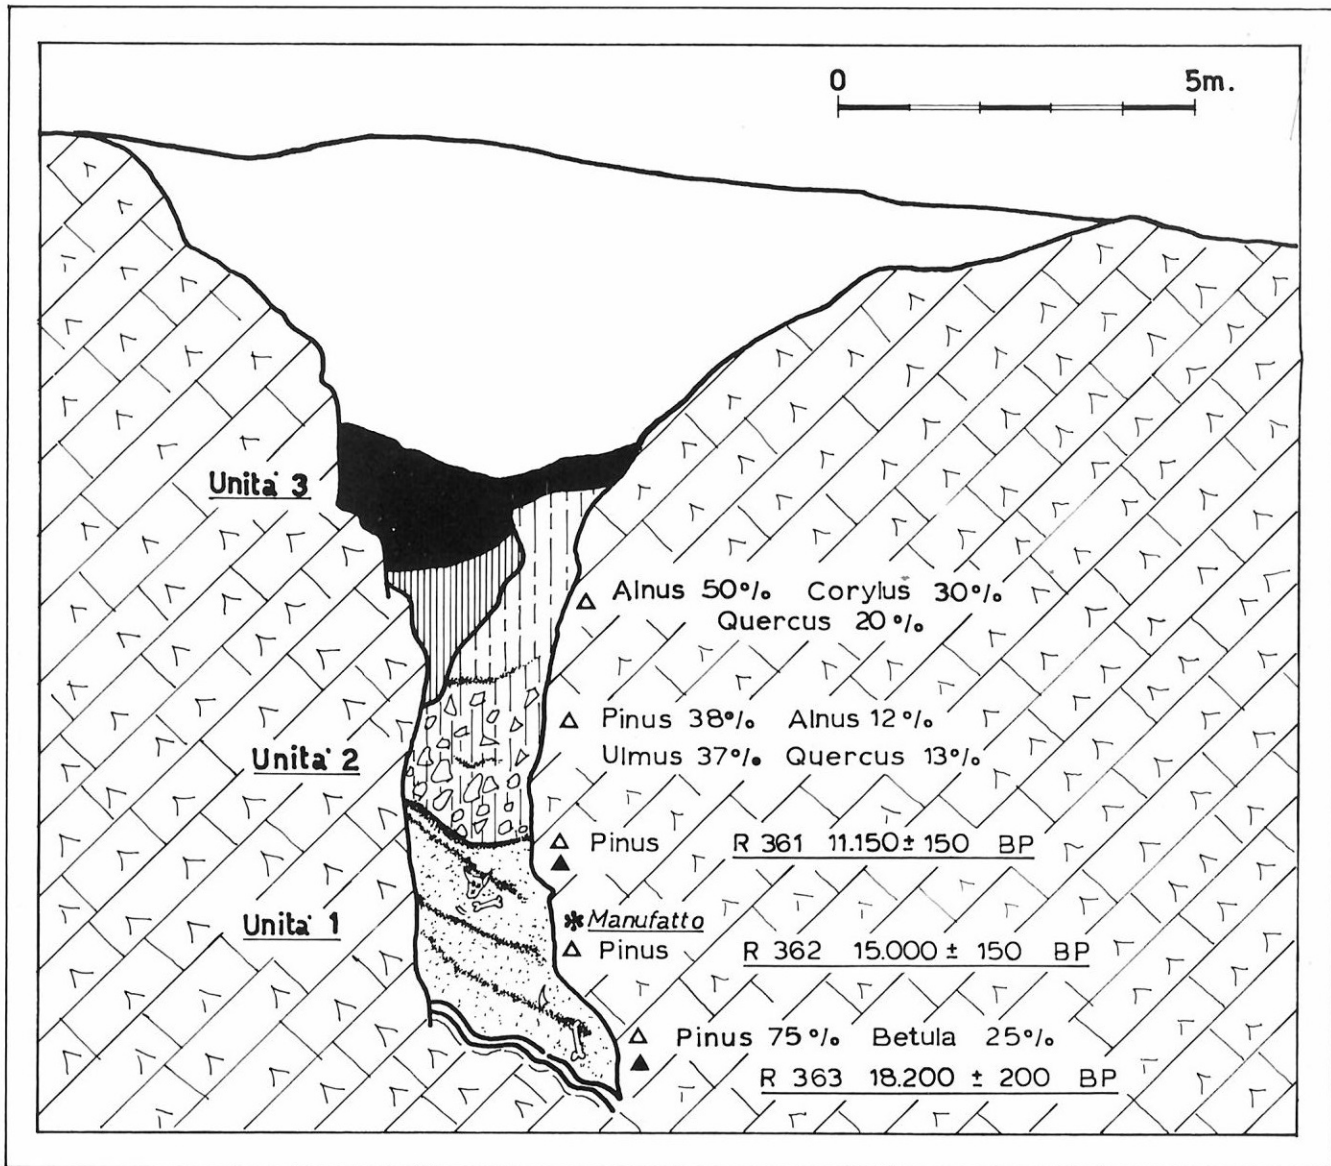 0 5m.
Unita' 3
Alnus 50% Corylus 30%
Quercus 20%
Pinus 38% Alnus 12%
Ulmus 37% Quercus 13%
Unita' 2
Pinus R 361 11.150 ± 150 BP
Unita' 1
*Manufatto
Pinus R 362 15.000 ± 150 BP
Pinus 75% Betula 25%
R 363 18.200 ± 200 BP